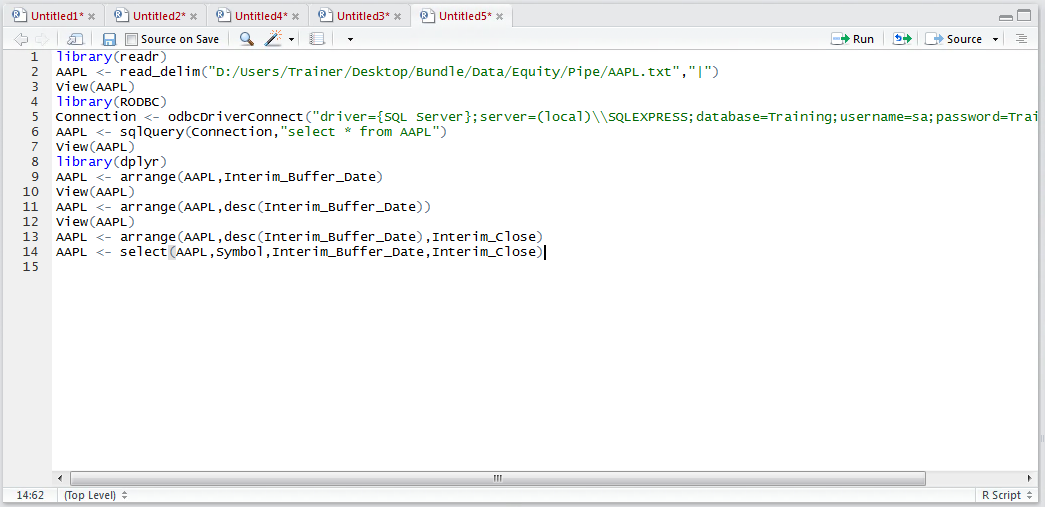 Untitled1* Untitled2* Untitled4* Untitled3* Untitled5*
Source on Save Run Source
1 library(readr)
2 AAPL <- read_delim("D:/Users/Trainer/Desktop/Bundle/Data/Equity/Pipe/AAPL.txt","|")
3 View(AAPL)
4 library(RODBC)
5 Connection <- odbcDriverConnect("driver={SQL Server};server=(local)\\SQLEXPRESS;database=Training;username=sa;password=Trai
6 AAPL <- sqlQuery(Connection,"select * from AAPL")
7 View(AAPL)
8 library(dplyr)
9 AAPL <- arrange(AAPL,Interim_Buffer_Date)
10 View(AAPL)
11 AAPL <- arrange(AAPL,desc(Interim_Buffer_Date))
12 View(AAPL)
13 AAPL <- arrange(AAPL,desc(Interim_Buffer_Date),Interim_Close)
14 AAPL <- select(AAPL,Symbol,Interim_Buffer_Date,Interim_Close)
15
14:62 (Top Level) R Script